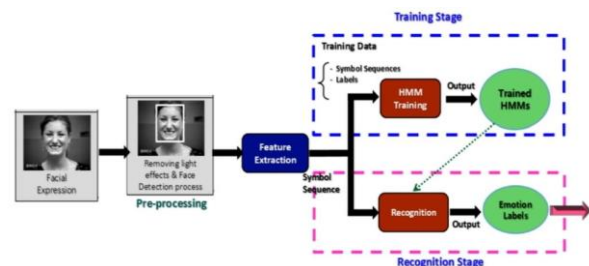 Training Stage
Training Data
- Symbol Sequences
- Labels
HMM
Training
Output
Trained
HMMs
Facial
Expression
Removing light
effects & Face
Detection process
Pre-processing
Feature
Extraction
Symbol
Sequence
Recognition
Output
Emotion
Labels
Recognition Stage